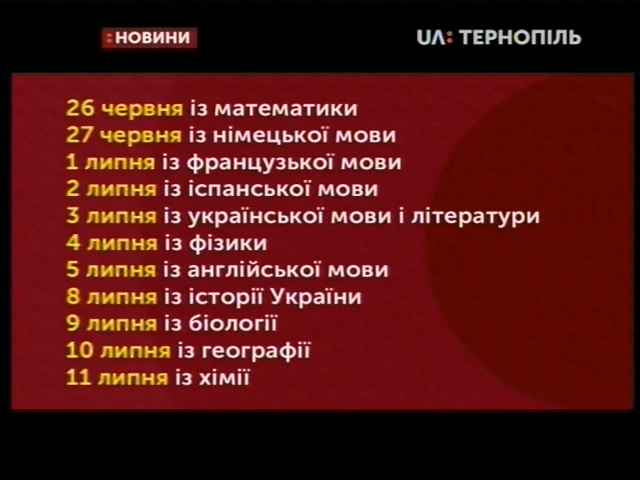 :НОВИНИ
UA: ТЕРНОПІЛЬ
26 червня із математики
27 червня із німецької мови
1 липня із французької мови
2 липня із іспанської мови
3 липня із української мови і літератури
4 липня із фізики
5 липня із англійської мови
8 липня із історії України
9 липня із біології
10 липня із географії
11 липня із хімії